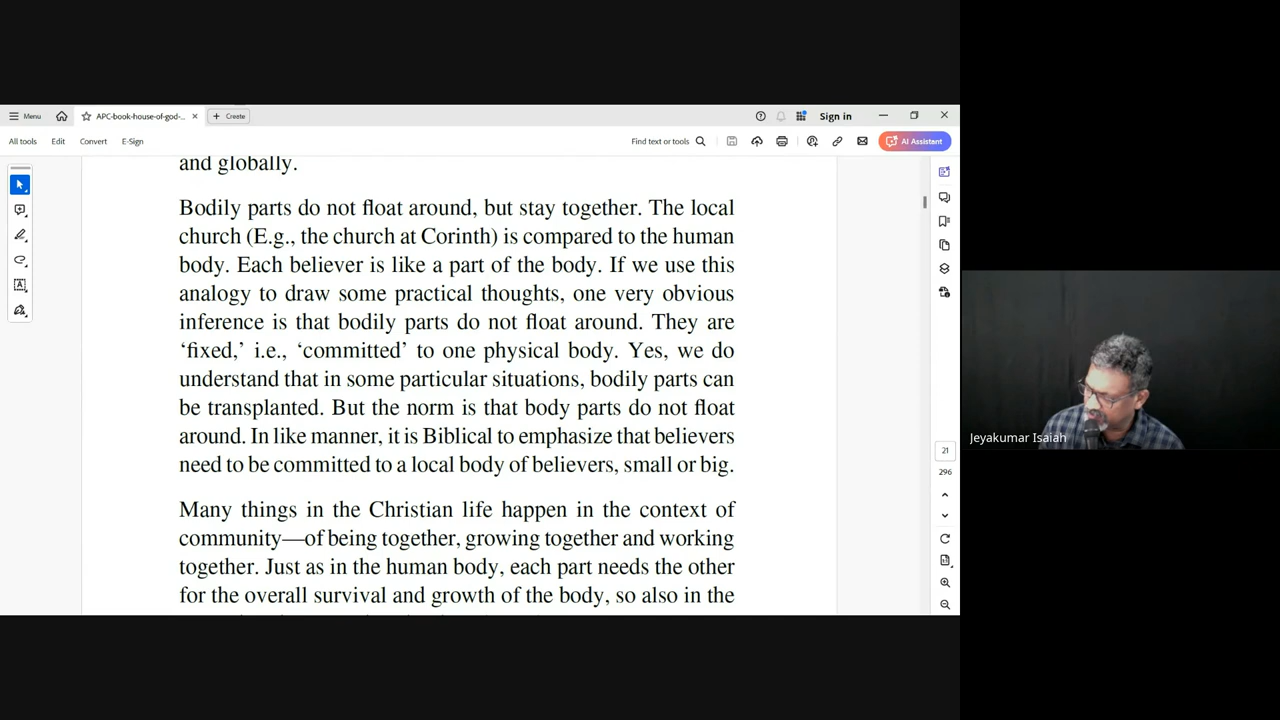 Menu
APC-book-house-of-god-...
Create
Sign in
All tools
Edit
Convert
E-Sign
Find text or tools
AI Assistant
and globally.
Bodily parts do not float around, but stay together. The local
church (E.g., the church at Corinth) is compared to the human
body. Each believer is like a part of the body. If we use this
analogy to draw some practical thoughts, one very obvious
inference is that bodily parts do not float around. They are
‘fixed,’ i.e., ‘committed’ to one physical body. Yes, we do
understand that in some particular situations, bodily parts can
be transplanted. But the norm is that body parts do not float
around. In like manner, it is Biblical to emphasize that believers
need to be committed to a local body of believers, small or big.
Many things in the Christian life happen in the context of
community—of being together, growing together and working
together. Just as in the human body, each part needs the other
for the overall survival and growth of the body, so also in the
21
296
Jeyakumar Isaiah